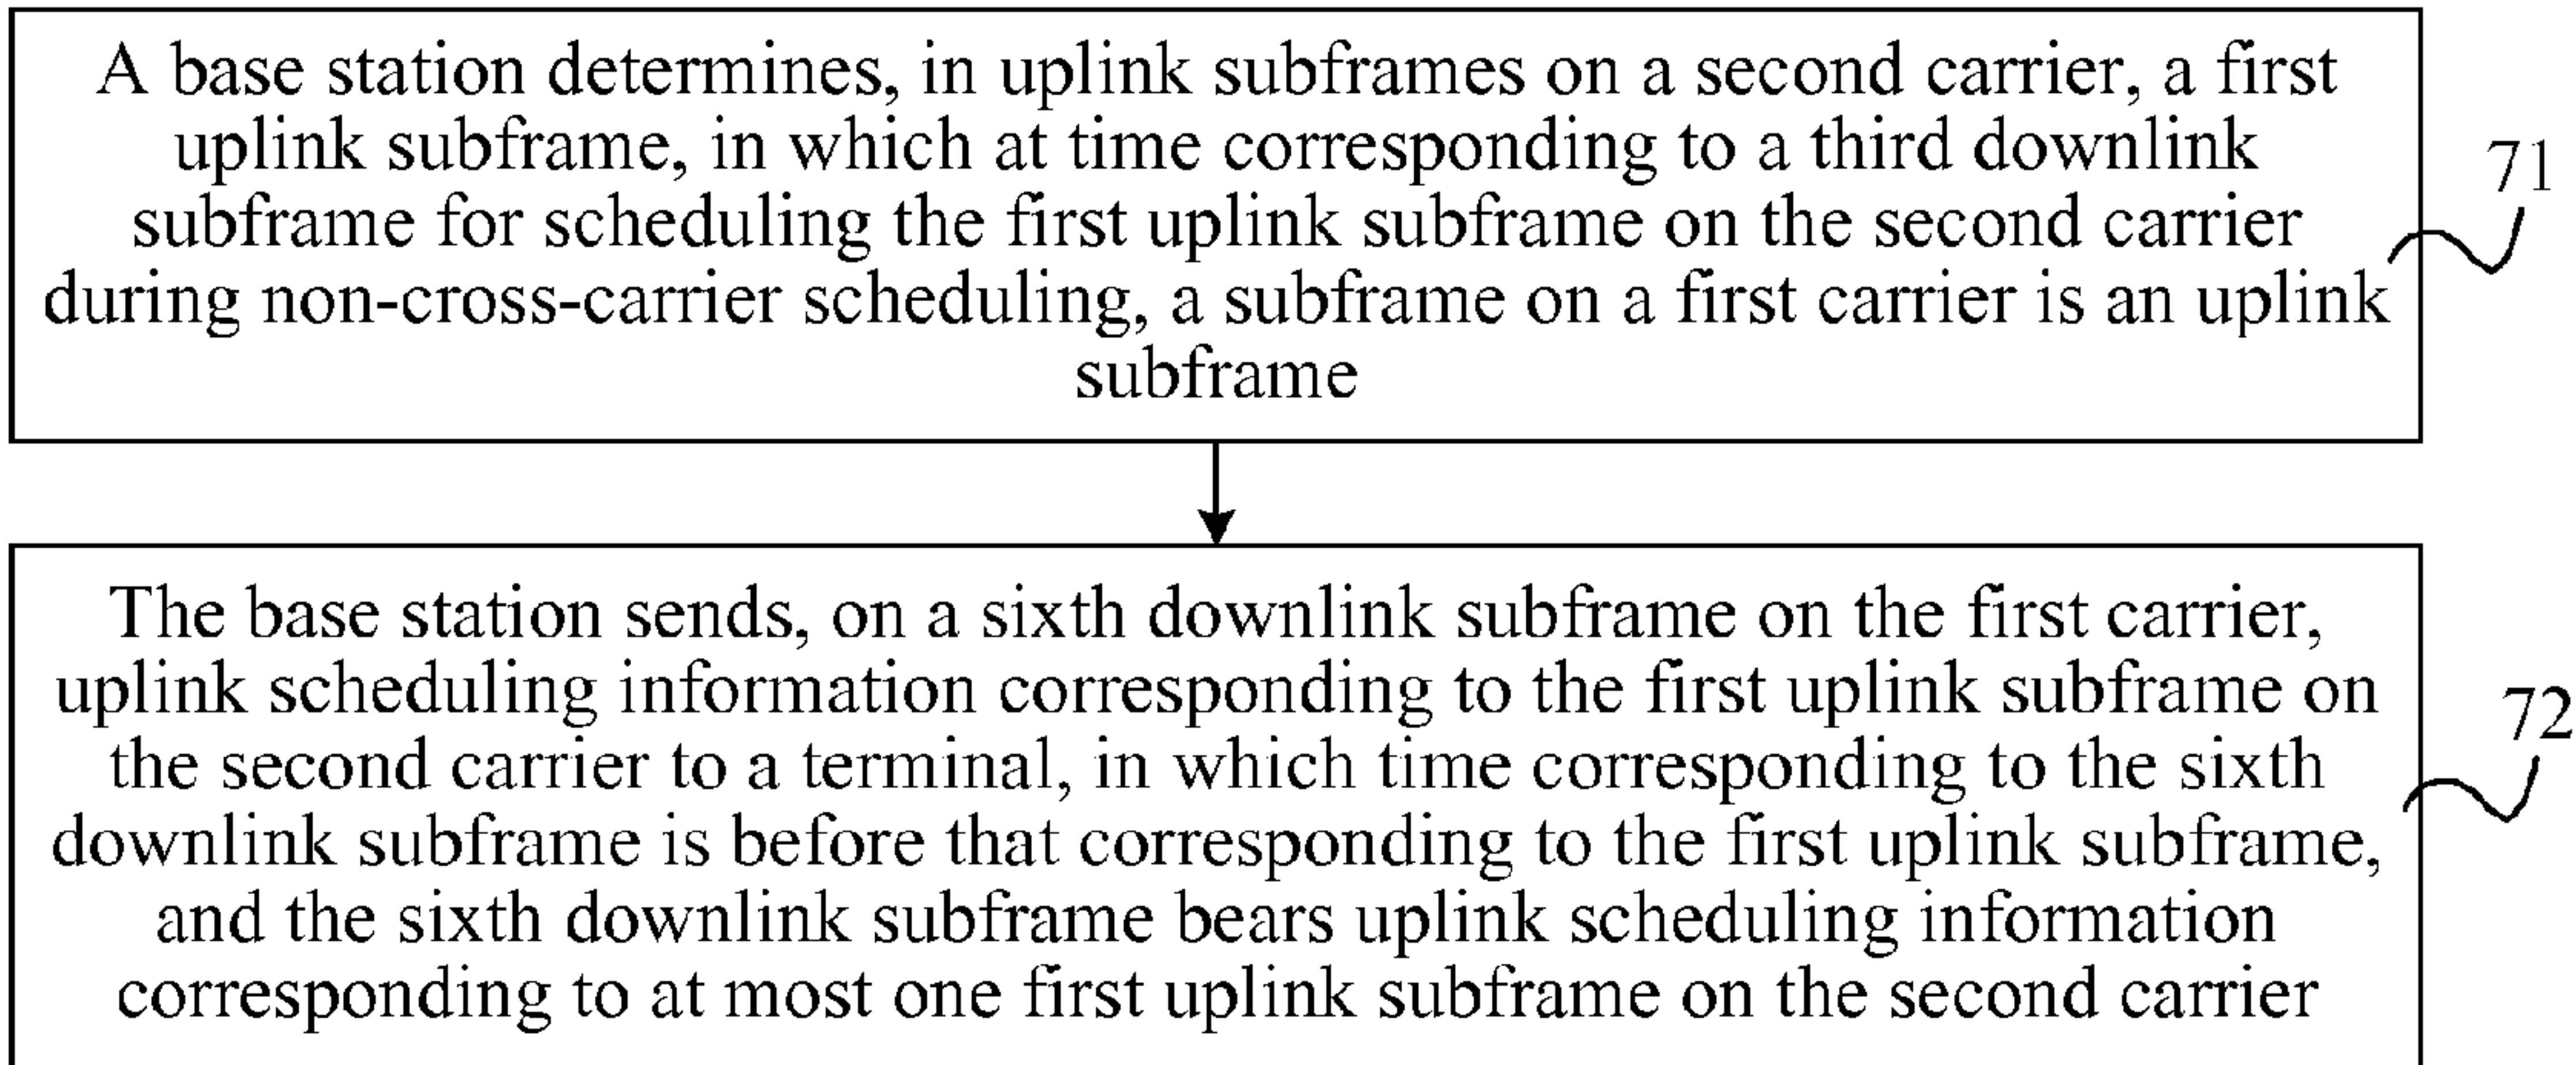 A base station determines, in uplink subframes on a second carrier, a first
uplink subframe, in which at time corresponding to a third downlink
subframe for scheduling the first uplink subframe on the second carrier
during non-cross-carrier scheduling, a subframe on a first carrier is an uplink
subframe
71
The base station sends, on a sixth downlink subframe on the first carrier,
uplink scheduling information corresponding to the first uplink subframe on
the second carrier to a terminal, in which time corresponding to the sixth
downlink subframe is before that corresponding to the first uplink subframe,
and the sixth downlink subframe bears uplink scheduling information
corresponding to at most one first uplink subframe on the second carrier
72